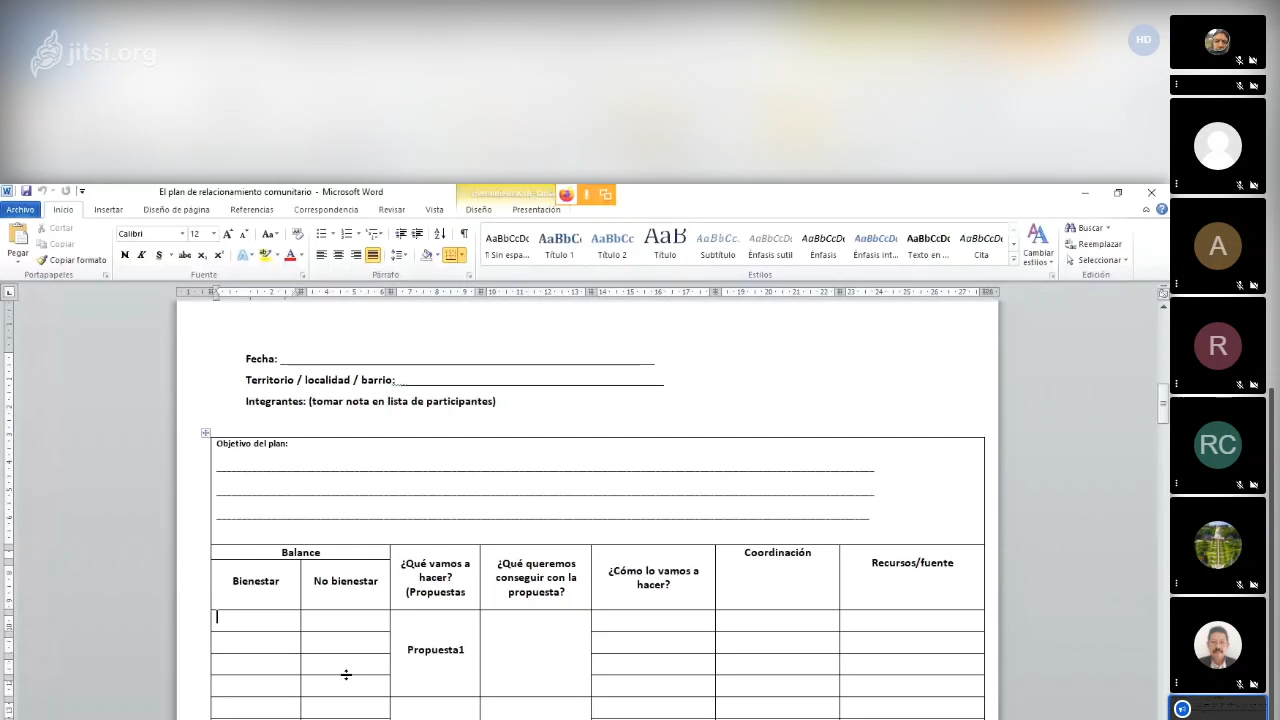 jitsi.org
HD
El plan de relacionamiento comunitario - Microsoft Word
Archivo Inicio Insertar Diseño de página Referencias Correspondencia Revisar Vista Diseño Presentación
Pegar
Cortar
Copiar
Copiar formato
Portapapeles
Calibri 12
Fuente
Párrafo
AaBbCcDc AaBbC AaBbCc AaB AaBbCc. AaBbCcDc AaBbCcDc AaBbCcDc AaBbCcDc AaBbCcDc
¶ Sin espa... Título 1 Título 2 Título Subtítulo Énfasis sutil Énfasis Énfasis int... Texto en ... Cita
Estilos
Cambiar
estilos
Buscar
Reemplazar
Seleccionar
Edición
Fecha:
Territorio / localidad / barrio:
Integrantes: (tomar nota en lista de participantes)
Objetivo del plan:
Balance
Bienestar
No bienestar
¿Qué vamos a
hacer?
(Propuestas
¿Qué queremos
conseguir con la
propuesta?
¿Cómo lo vamos a
hacer?
Coordinación
Recursos/fuente
Propuesta1
A
R
RC